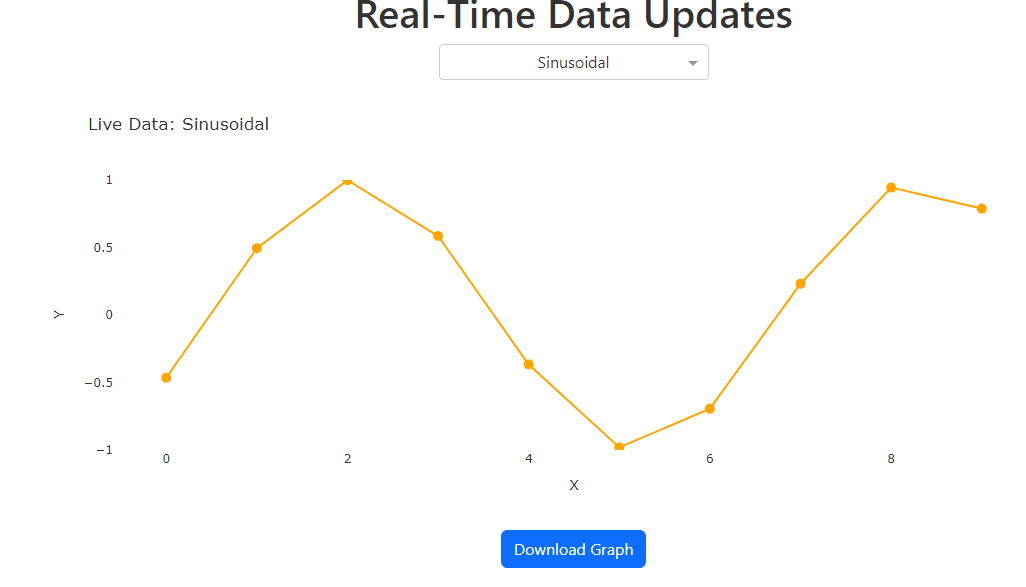 Real-Time Data Updates
Sinusoidal
Live Data: Sinusoidal
1
0.5
Y
0
−0.5
−1
0 2 4 6 8
X
Download Graph